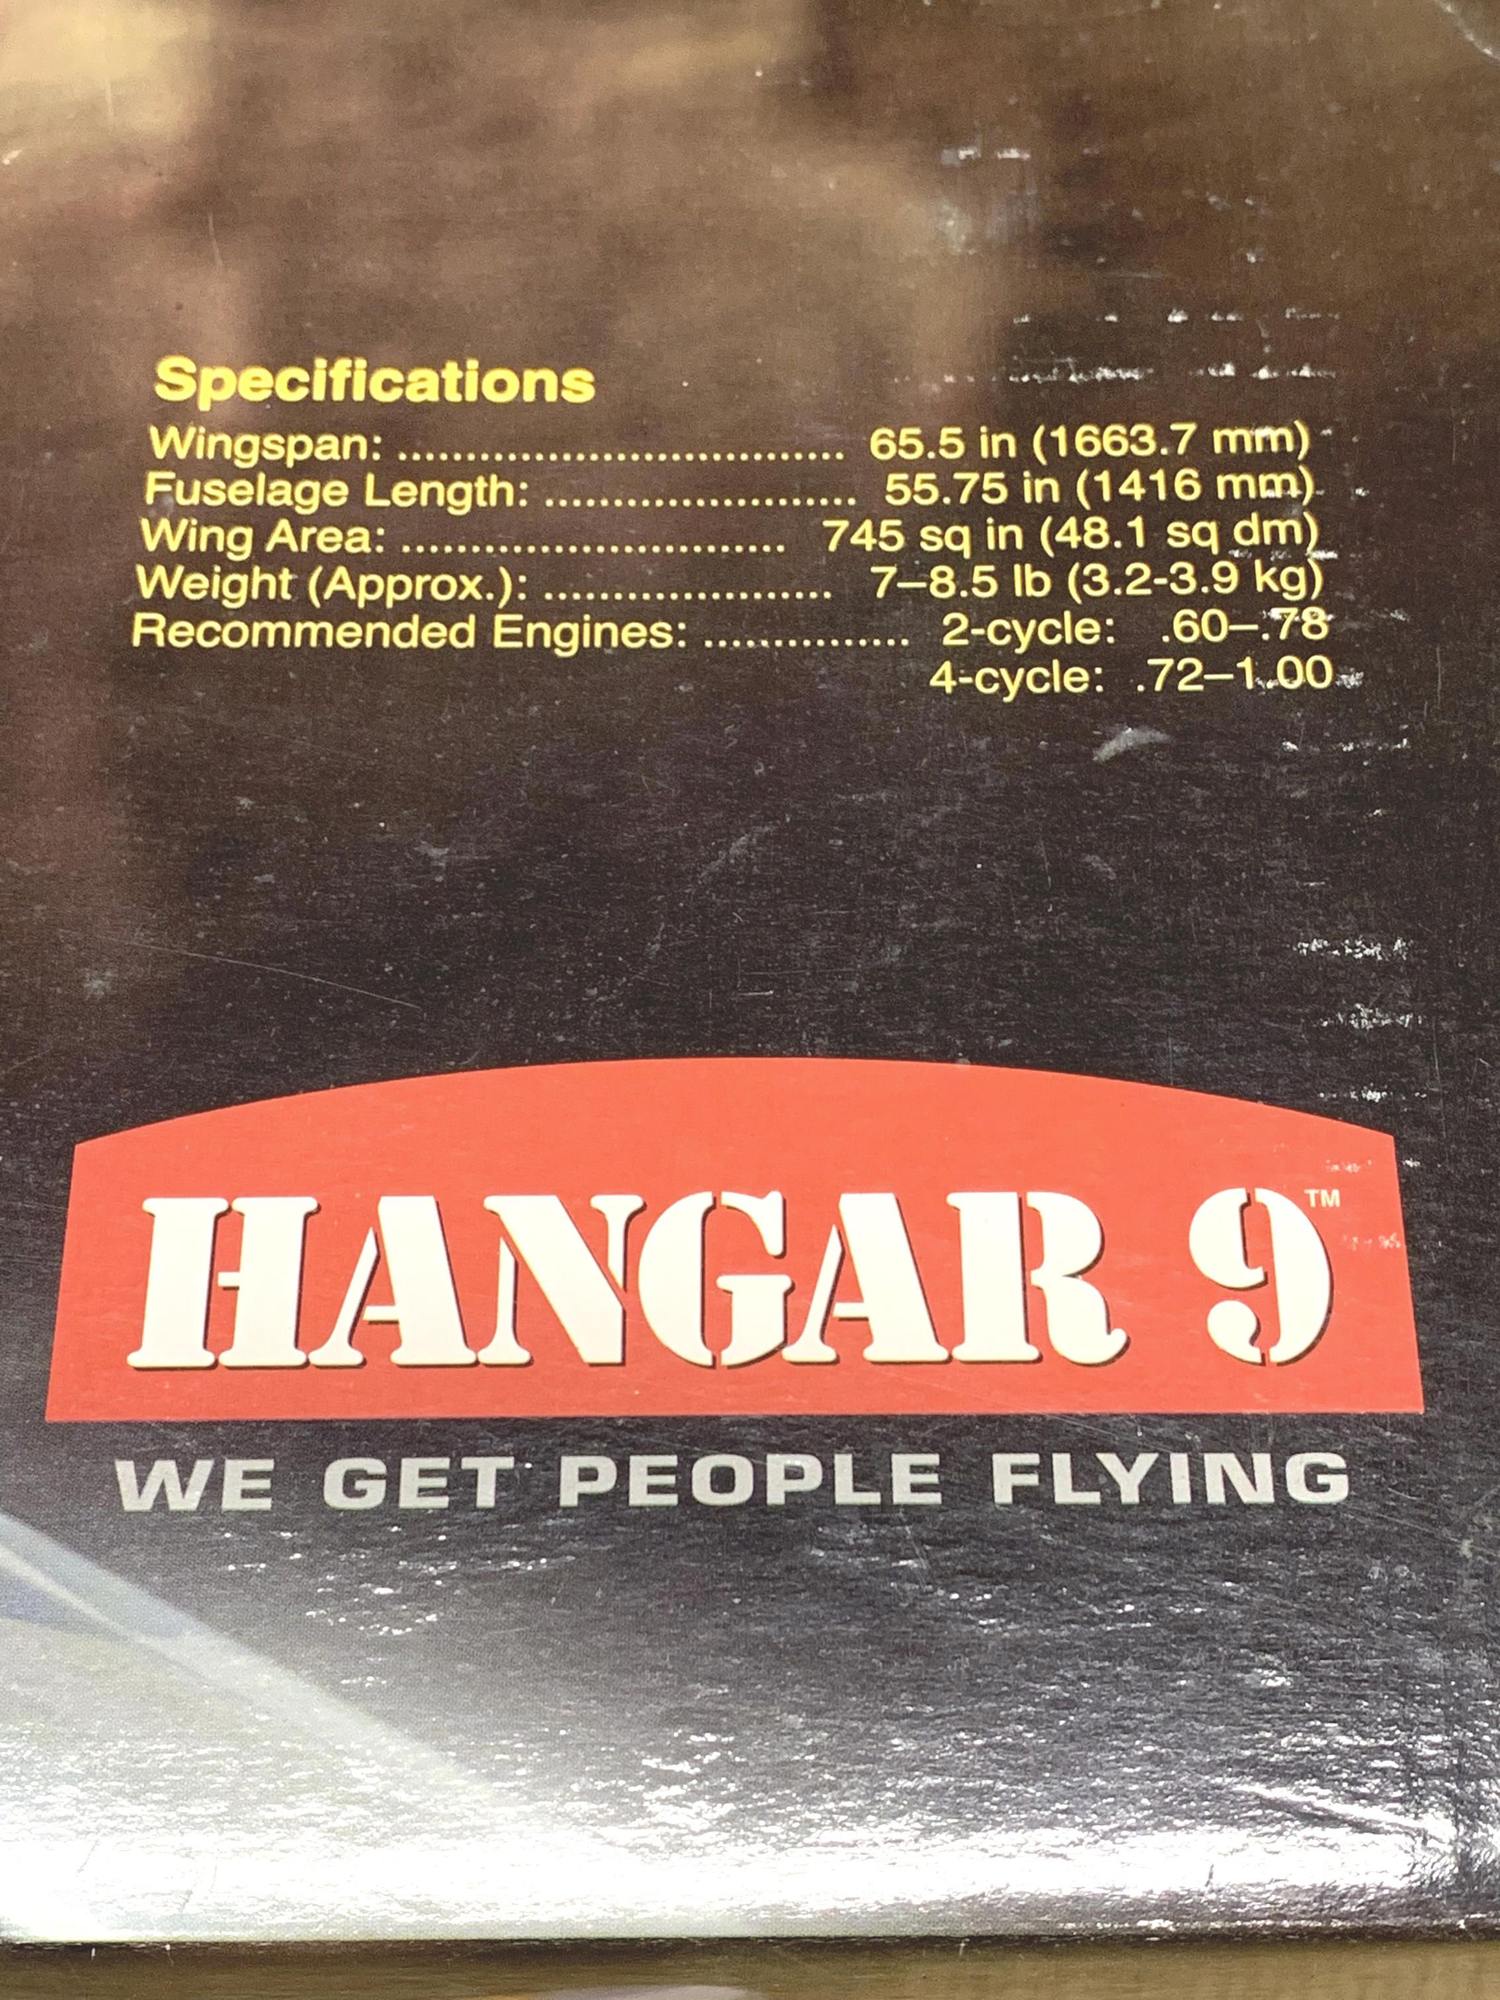 Specifications
Wingspan: ................................. 65.5 in (1663.7 mm)
Fuselage Length: ....................... 55.75 in (1416 mm)
Wing Area: ............................ 745 sq in (48.1 sq dm)
Weight (Approx.): ..................... 7–8.5 lb (3.2-3.9 kg)
Recommended Engines: ............... 2-cycle: .60–.78
4-cycle: .72–1.00
HANGAR 9™
WE GET PEOPLE FLYING